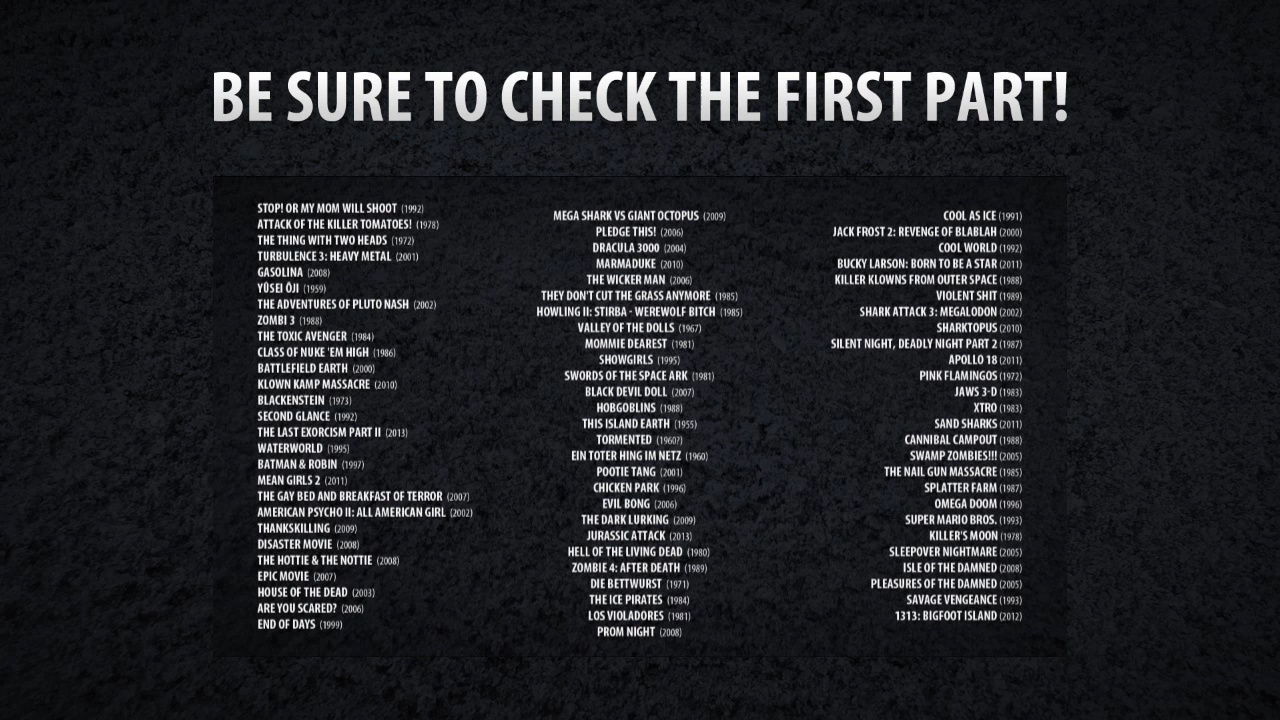 BE SURE TO CHECK THE FIRST PART!
STOP! OR MY MOM WILL SHOOT (1992)
ATTACK OF THE KILLER TOMATOES! (1978)
THE THING WITH TWO HEADS (1972)
TURBULENCE 3: HEAVY METAL (2001)
GASOLINA (2008)
YÛSEI ÔJI (1959)
THE ADVENTURES OF PLUTO NASH (2002)
ZOMBI 3 (1988)
THE TOXIC AVENGER (1984)
CLASS OF NUKE 'EM HIGH (1986)
BATTLEFIELD EARTH (2000)
KLOWN KAMP MASSACRE (2010)
BLACKENSTEIN (1973)
SECOND GLANCE (1992)
THE LAST EXORCISM PART II (2013)
WATERWORLD (1995)
BATMAN & ROBIN (1997)
MEAN GIRLS 2 (2011)
THE GAY BED AND BREAKFAST OF TERROR (2007)
AMERICAN PSYCHO II: ALL AMERICAN GIRL (2002)
THANKSKILLING (2009)
DISASTER MOVIE (2008)
THE HOTTIE & THE NOTTIE (2008)
EPIC MOVIE (2007)
HOUSE OF THE DEAD (2003)
ARE YOU SCARED? (2006)
END OF DAYS (1999)
MEGA SHARK VS GIANT OCTOPUS (2009)
PLEDGE THIS! (2006)
DRACULA 3000 (2004)
MARMADUKE (2010)
THE WICKER MAN (2006)
THEY DON'T CUT THE GRASS ANYMORE (1985)
HOWLING II: STIRBA - WEREWOLF BITCH (1985)
VALLEY OF THE DOLLS (1967)
MOMMIE DEAREST (1981)
SHOWGIRLS (1995)
SWORDS OF THE SPACE ARK (1981)
BLACK DEVIL DOLL (2007)
HOBGOBLINS (1988)
THIS ISLAND EARTH (1955)
TORMENTED (1960?)
EIN TOTER HING IM NETZ (1960)
POOTIE TANG (2001)
CHICKEN PARK (1996)
EVIL BONG (2006)
THE DARK LURKING (2009)
JURASSIC ATTACK (2013)
HELL OF THE LIVING DEAD (1980)
ZOMBIE 4: AFTER DEATH (1989)
DIE BETTWURST (1971)
THE ICE PIRATES (1984)
LOS VIOLADORES (1981)
PROM NIGHT (2008)
COOL AS ICE (1991)
JACK FROST 2: REVENGE OF BLABLAH (2000)
COOL WORLD (1992)
BUCKY LARSON: BORN TO BE A STAR (2011)
KILLER KLOWNS FROM OUTER SPACE (1988)
VIOLENT SHIT (1989)
SHARK ATTACK 3: MEGALODON (2002)
SHARKTOPUS (2010)
SILENT NIGHT, DEADLY NIGHT PART 2 (1987)
APOLLO 18 (2011)
PINK FLAMINGOS (1972)
JAWS 3-D (1983)
XTRO (1983)
SAND SHARKS (2011)
CANNIBAL CAMPOUT (1988)
SWAMP ZOMBIES!!! (2005)
THE NAIL GUN MASSACRE (1985)
SPLATTER FARM (1987)
OMEGA DOOM (1996)
SUPER MARIO BROS. (1993)
KILLER'S MOON (1978)
SLEEPOVER NIGHTMARE (2005)
ISLE OF THE DAMNED (2008)
PLEASURES OF THE DAMNED (2005)
SAVAGE VENGEANCE (1993)
1313: BIGFOOT ISLAND (2012)